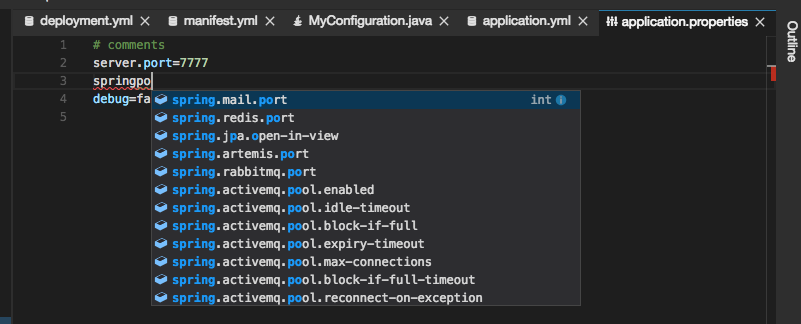 deployment.yml manifest.yml MyConfiguration.java application.yml application.properties
Outline
1 # comments
2 server.port=7777
3 springpo
4 debug=fa
5
spring.mail.port int
spring.redis.port
spring.jpa.open-in-view
spring.artemis.port
spring.rabbitmq.port
spring.activemq.pool.enabled
spring.activemq.pool.idle-timeout
spring.activemq.pool.block-if-full
spring.activemq.pool.expiry-timeout
spring.activemq.pool.max-connections
spring.activemq.pool.block-if-full-timeout
spring.activemq.pool.reconnect-on-exception